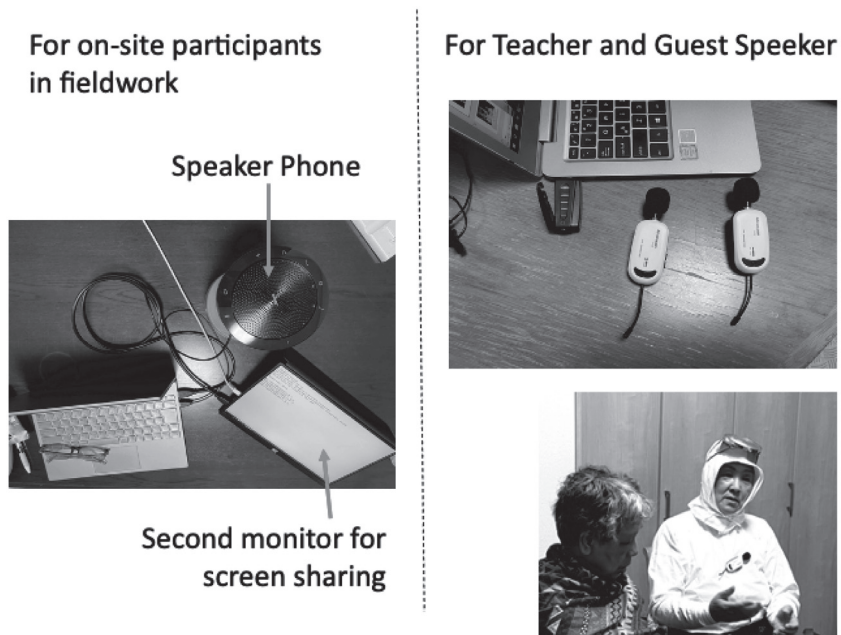 For on-site participants
in fieldwork
Speaker Phone
Second monitor for
screen sharing
For Teacher and Guest Speeker